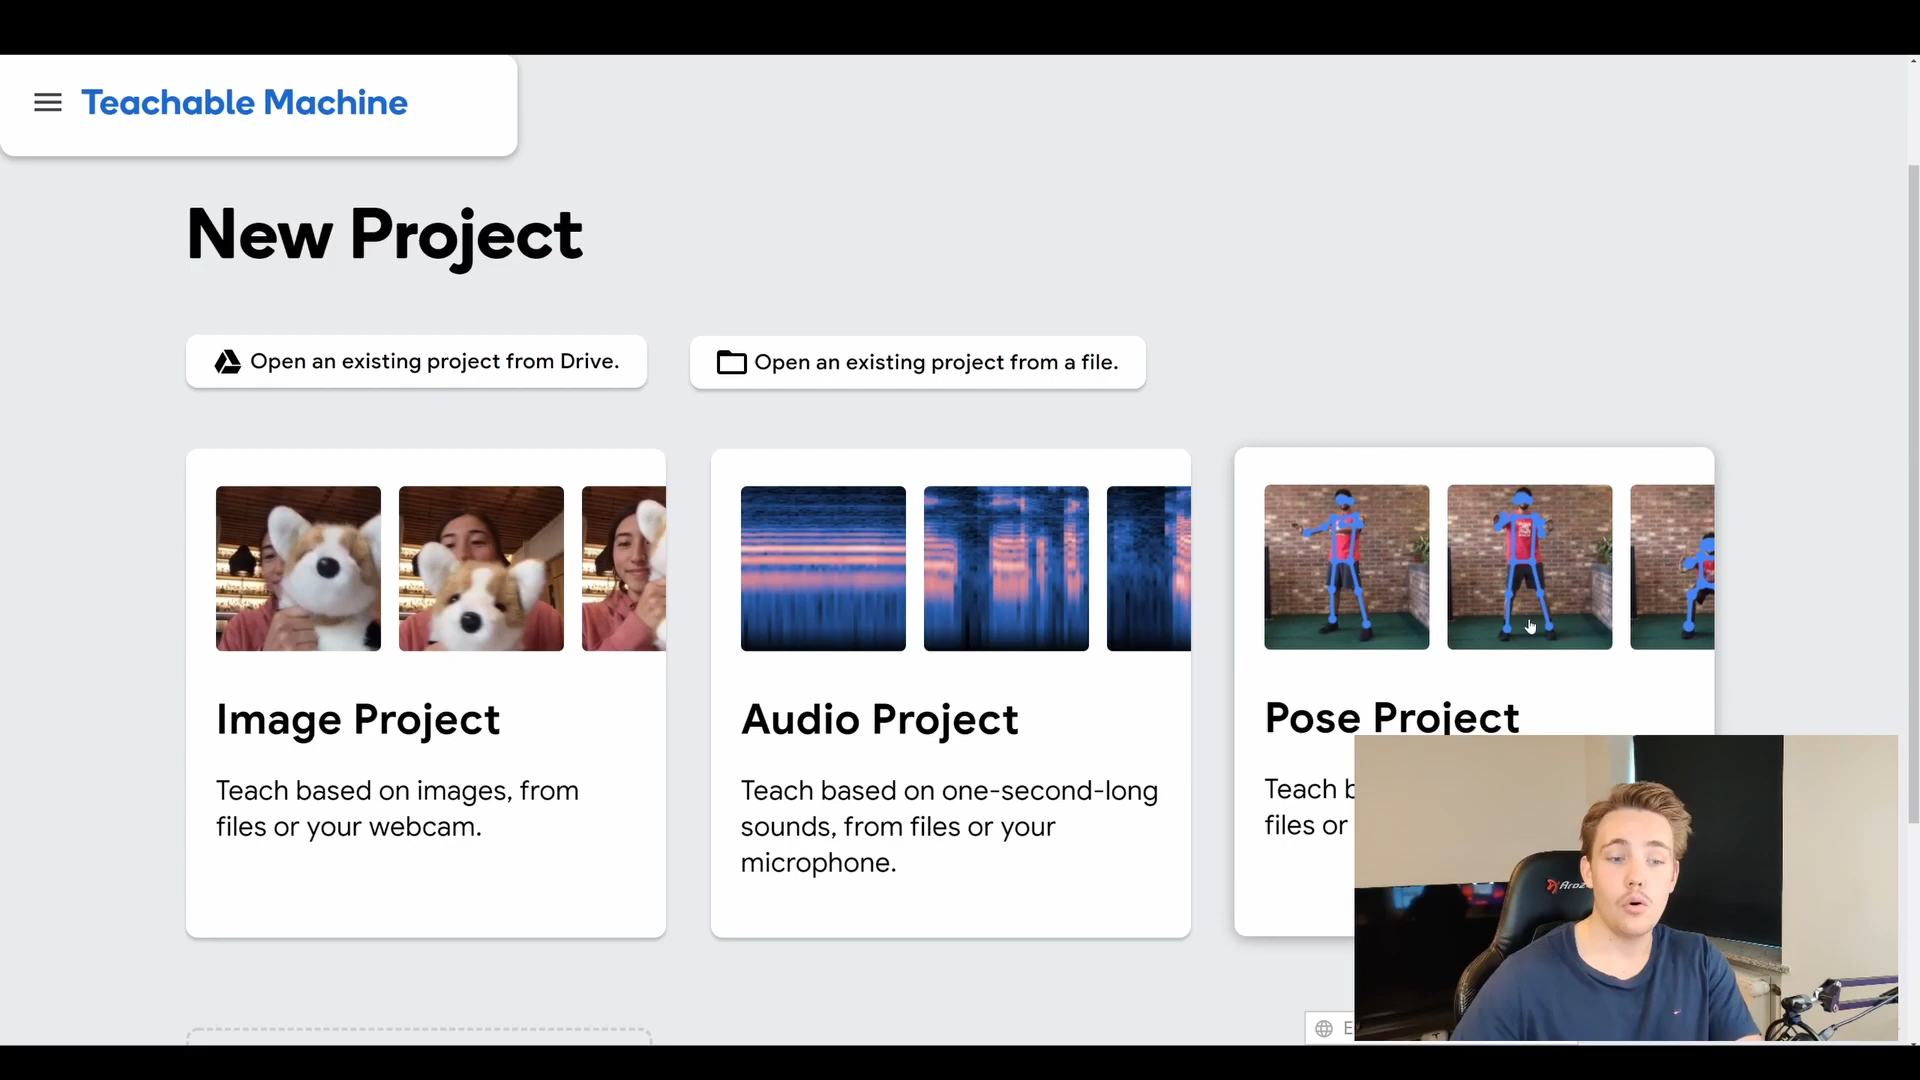 Teachable Machine
New Project
Open an existing project from Drive.
Open an existing project from a file.
Image Project
Teach based on images, from
files or your webcam.
Audio Project
Teach based on one-second-long
sounds, from files or your
microphone.
Pose Project
Teach
files or